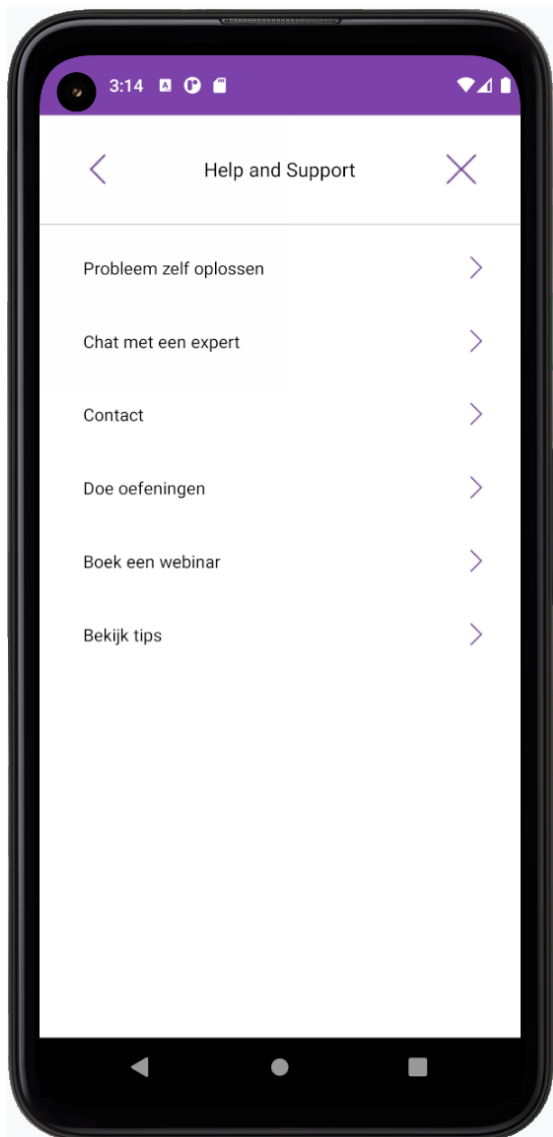 3:14
Help and Support
Probleem zelf oplossen
Chat met een expert
Contact
Doe oefeningen
Boek een webinar
Bekijk tips